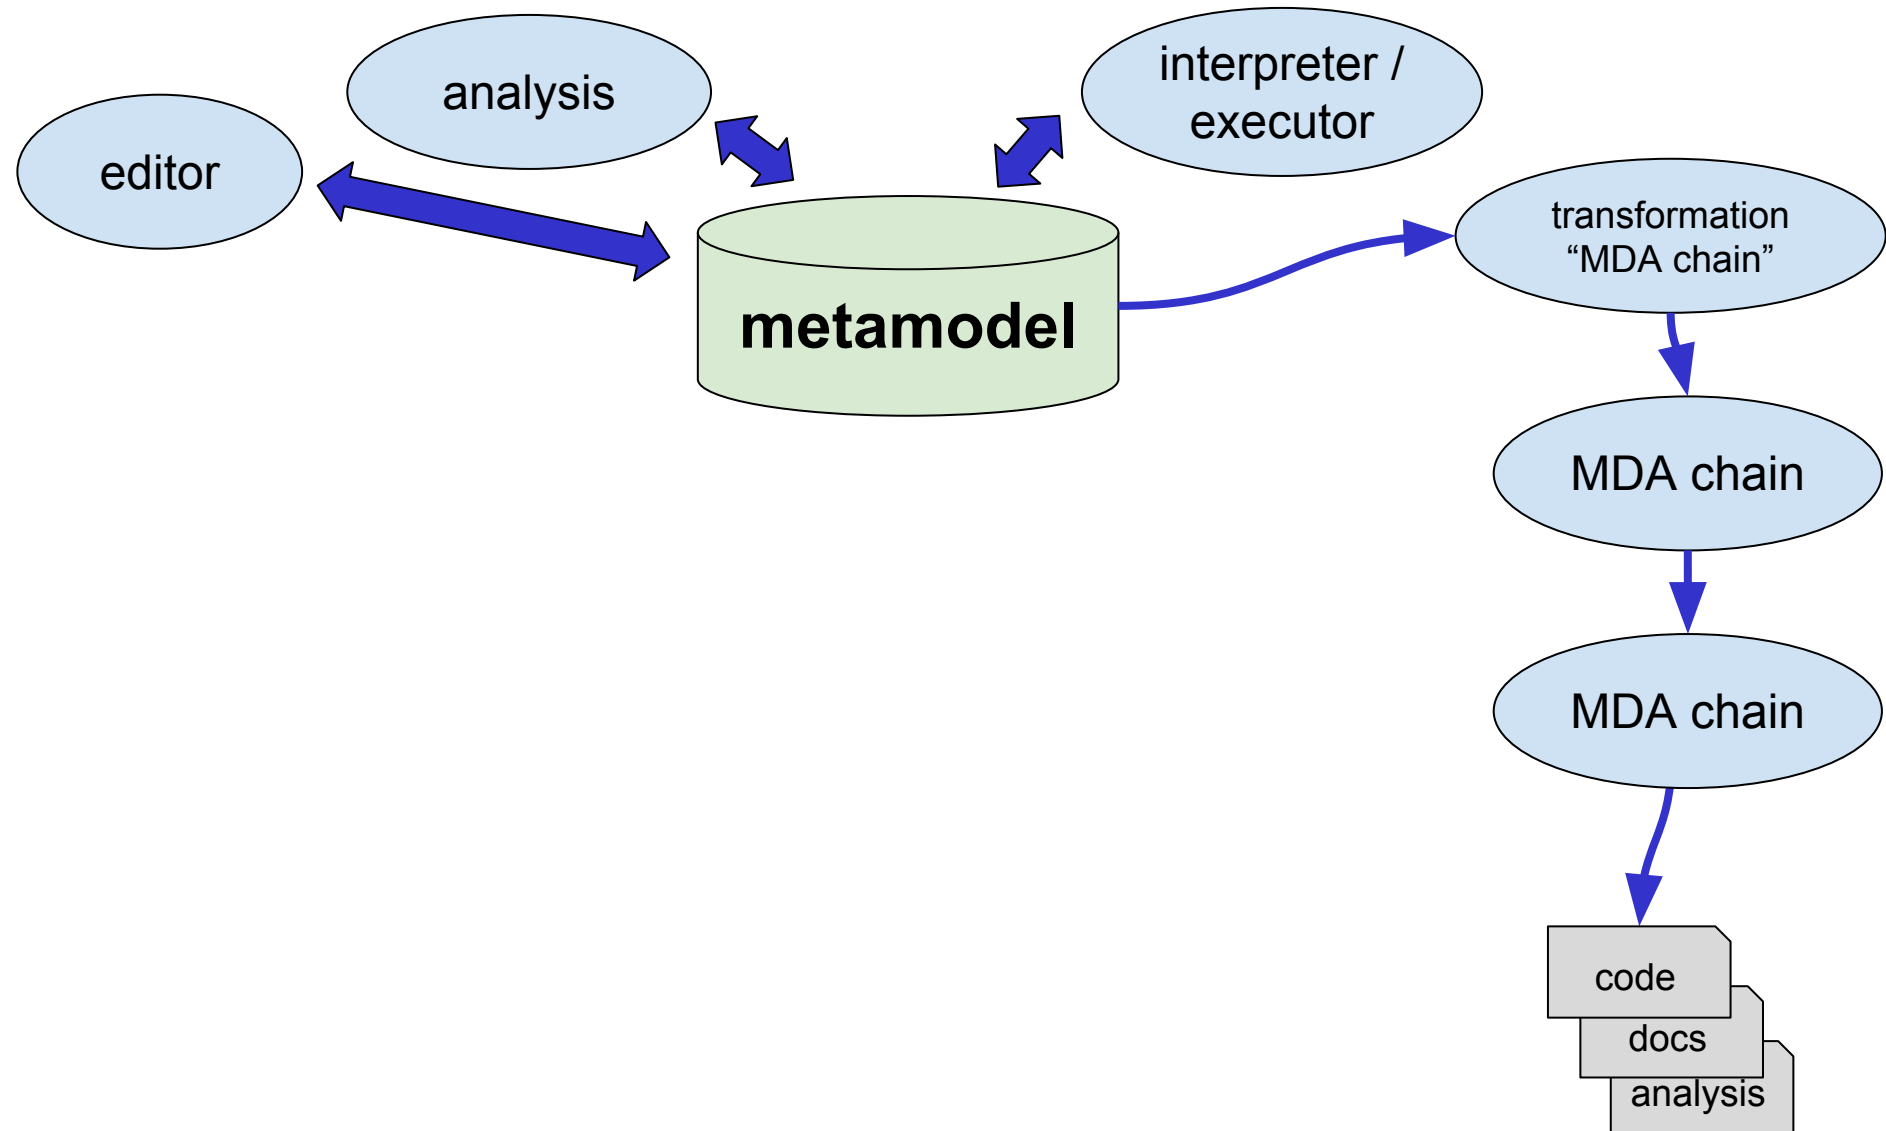 interpreter /
executor
analysis
editor
transformation
“MDA chain”
metamodel
MDA chain
MDA chain
code
docs
analysis